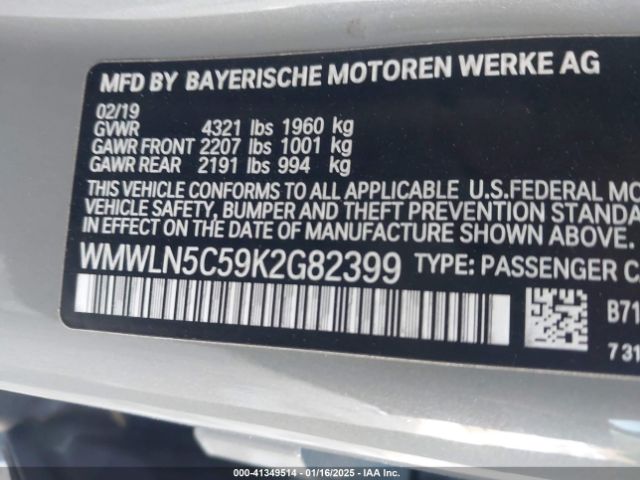 MFD BY BAYERISCHE MOTOREN WERKE AG
02/19
GVWR 4321 lbs 1960 kg
GAWR FRONT 2207 lbs 1001 kg
GAWR REAR 2191 lbs 994 kg
THIS VEHICLE CONFORMS TO ALL APPLICABLE U.S.FEDERAL MO
VEHICLE SAFETY, BUMPER AND THEFT PREVENTION STANDA
IN EFFECT ON THE DATE OF MANUFACTURE SHOWN ABOVE.
WMWLN5C59K2G82399 TYPE: PASSENGER C
B71
731
000-41349514 - 01/16/2025 - IAAI.COM